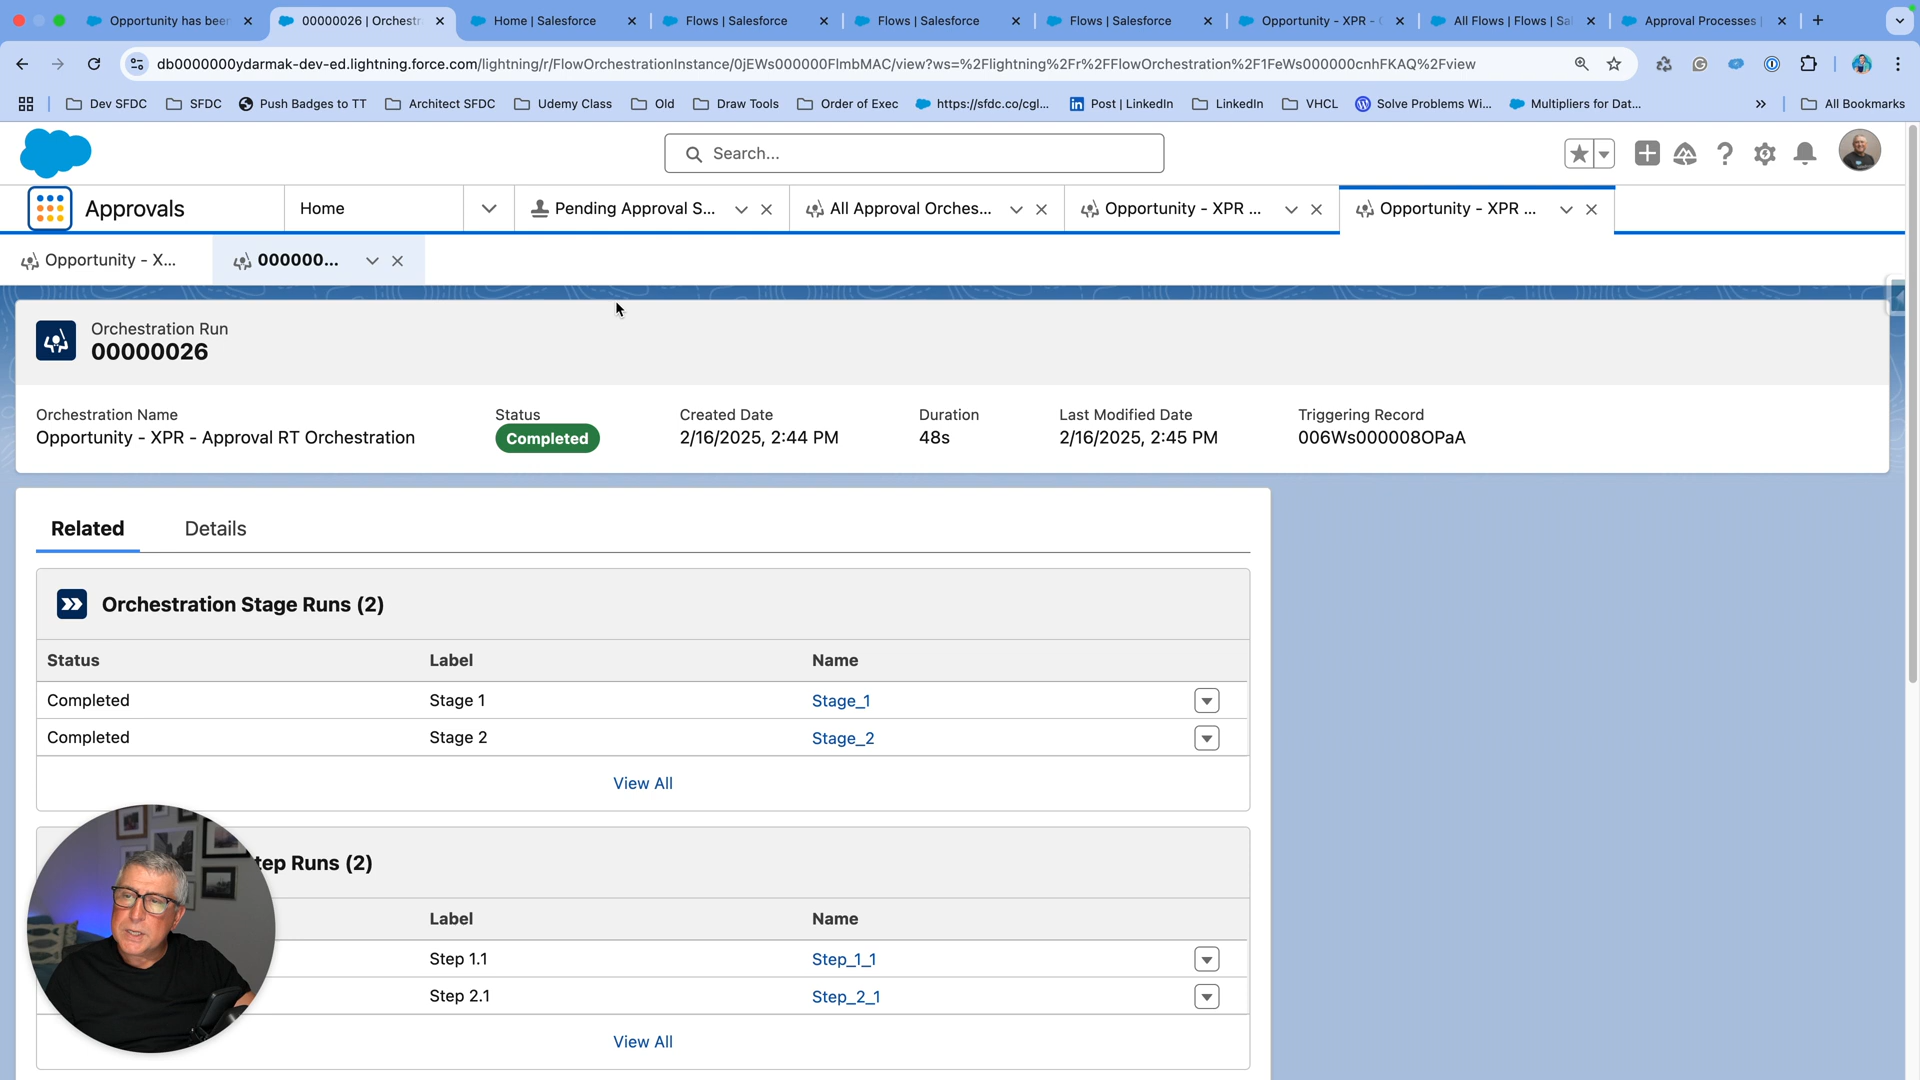 Opportunity has been
00000026 | Orchestr
Home | Salesforce
Flows | Salesforce
Flows | Salesforce
Flows | Salesforce
Opportunity - XPR -
All Flows | Flows | Sa
Approval Processes |
db0000000ydarmak-dev-ed.lightning.force.com/lightning/r/FlowOrchestrationInstance/0jEWs000000FlmbMAC/view?ws=%2Flightning%2Fr%2FFlowOrchestration%2F1FeWs000000cnhFKAQ%2Fview
Dev SFDC
SFDC
Push Badges to TT
Architect SFDC
Udemy Class
Old
Draw Tools
Order of Exec
https://sfdc.co/cgl...
Post | LinkedIn
LinkedIn
VHCL
Solve Problems Wi...
Multipliers for Dat...
All Bookmarks
Search...
Approvals
Home
Pending Approval S...
All Approval Orches...
Opportunity - XPR ...
Opportunity - XPR ...
Opportunity - X...
000000...
Orchestration Run
00000026
Orchestration Name
Status
Created Date
Duration
Last Modified Date
Triggering Record
Opportunity - XPR - Approval RT Orchestration
Completed
2/16/2025, 2:44 PM
48s
2/16/2025, 2:45 PM
006Ws000008OPaA
Related
Details
Orchestration Stage Runs (2)
Status
Label
Name
Completed
Stage 1
Stage_1
Completed
Stage 2
Stage_2
View All
tep Runs (2)
Label
Name
Step 1.1
Step_1_1
Step 2.1
Step_2_1
View All